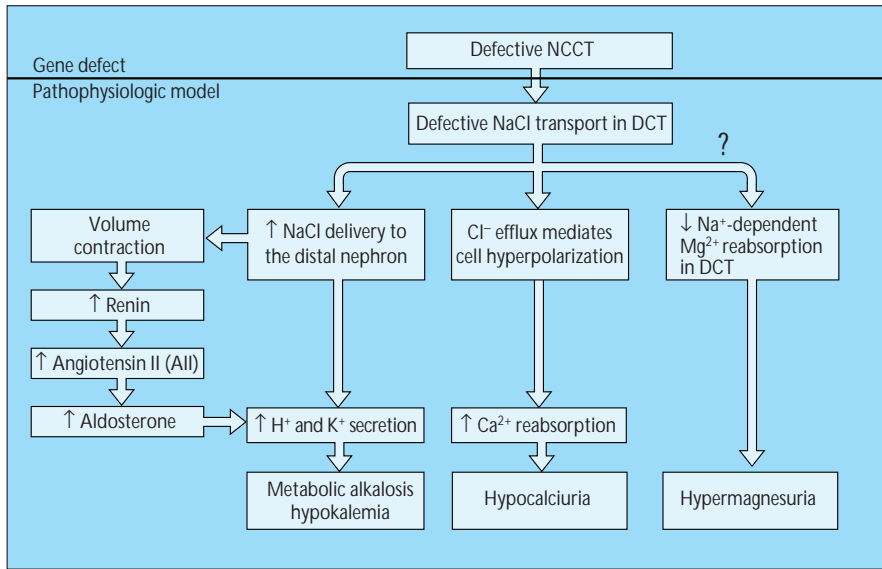 Defective NCCT
Gene defect
Pathophysiologic model
Defective NaCl transport in DCT
?
Volume
contraction
↑ NaCl delivery to
the distal nephron
Cl⁻ efflux mediates
cell hyperpolarization
↓ Na⁺-dependent
Mg²⁺ reabsorption
in DCT
↑ Renin
↑ Angiotensin II (AII)
↑ Aldosterone
↑ H⁺ and K⁺ secretion
↑ Ca²⁺ reabsorption
Metabolic alkalosis
hypokalemia
Hypocalciuria
Hypermagnesuria